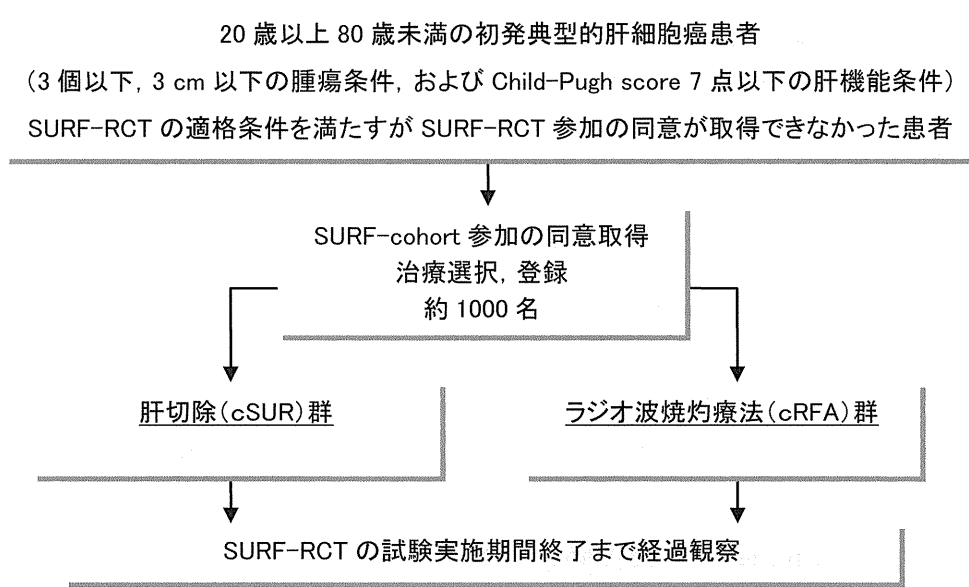 20歳以上80歳未満の初発典型的肝細胞癌患者
(3個以下, 3 cm 以下の腫瘍条件, および Child-Pugh score 7 点以下の肝機能条件)
SURF-RCT の適格条件を満たすが SURF-RCT 参加の同意が取得できなかった患者
SURF-cohort 参加の同意取得
治療選択, 登録
約 1000 名
肝切除(cSUR)群
ラジオ波焼灼療法(cRFA)群
SURF-RCT の試験実施期間終了まで経過観察